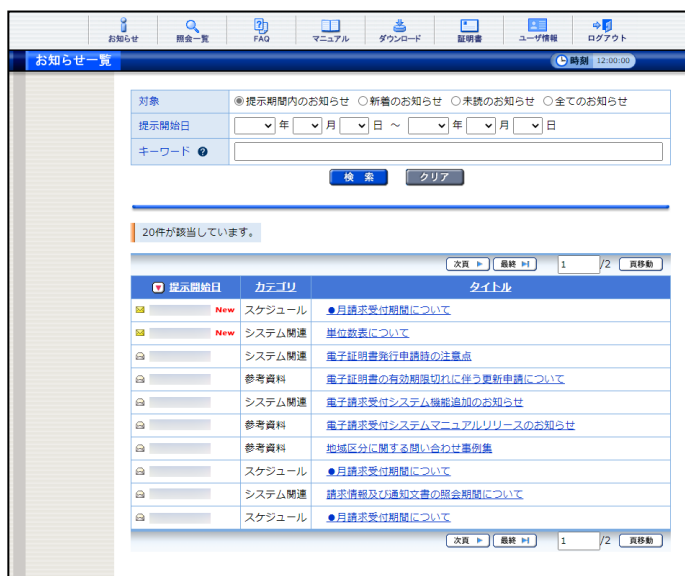 お知らせ 照会一覧 FAQ マニュアル ダウンロード 証明書 ユーザ情報 ログアウト
お知らせ一覧 時刻 12:00:00
対象 提示期間内のお知らせ 新着のお知らせ 未読のお知らせ 全てのお知らせ
提示開始日 年 月 日 ～ 年 月 日
キーワード ?
検索 クリア
20件が該当しています。
次頁 最終 1 /2 頁移動
提示開始日 カテゴリ タイトル
New スケジュール ●月請求受付期間について
New システム関連 単位数表について
システム関連 電子証明書発行申請時の注意点
参考資料 電子証明書の有効期限切れに伴う更新申請について
システム関連 電子請求受付システム機能追加のお知らせ
参考資料 電子請求受付システムマニュアルリリースのお知らせ
参考資料 地域区分に関する問い合わせ事例集
スケジュール ●月請求受付期間について
システム関連 請求情報及び通知文書の照会期間について
スケジュール ●月請求受付期間について
次頁 最終 1 /2 頁移動